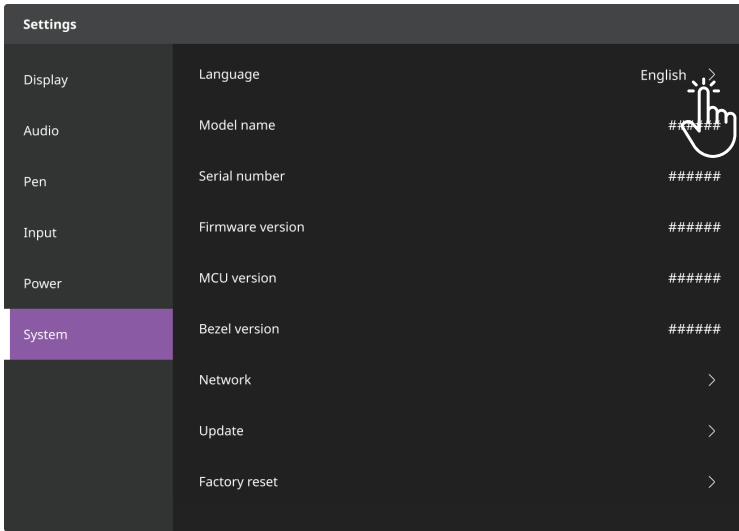 Settings
Display
Audio
Pen
Input
Power
System
Language English >
Model name ######
Serial number ######
Firmware version ######
MCU version ######
Bezel version ######
Network >
Update >
Factory reset >